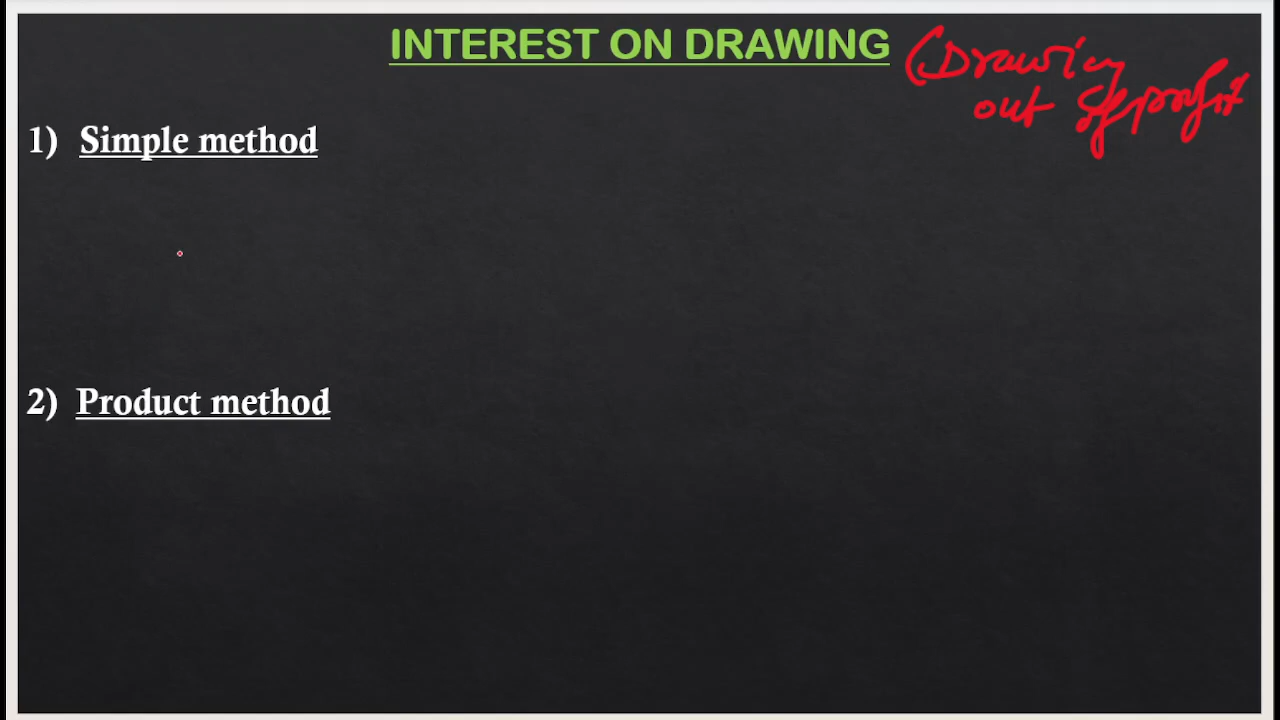 INTEREST ON DRAWING
(Drawing
out of profit
1) Simple method
2) Product method